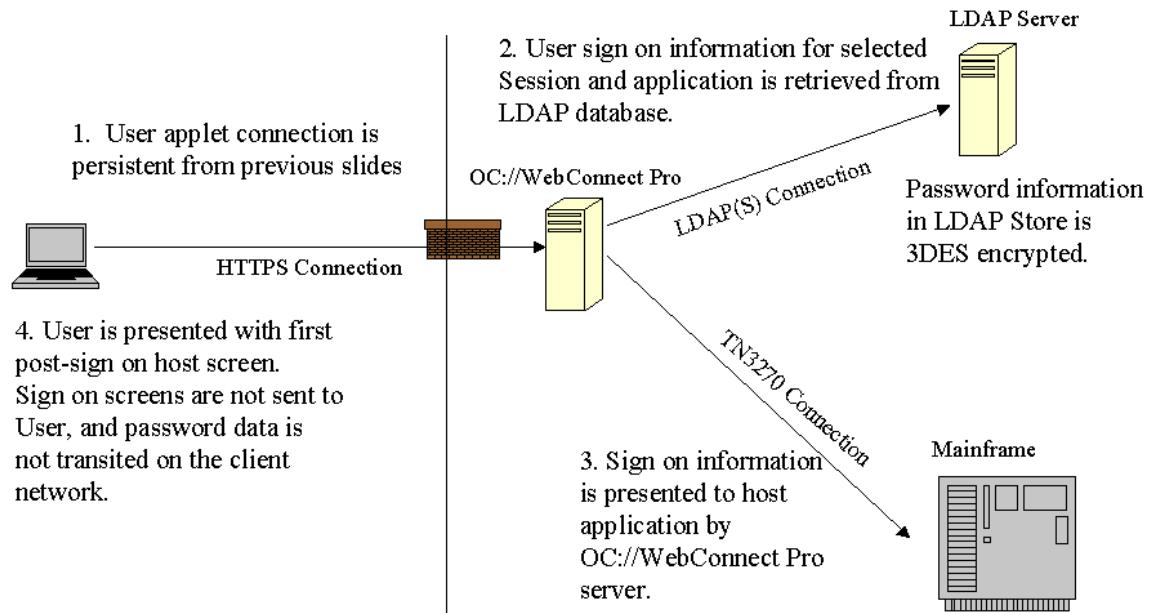 LDAP Server
2. User sign on information for selected
Session and application is retrieved from
LDAP database.
1. User applet connection is
persistent from previous slides
OC://WebConnect Pro
LDAP(S) Connection
Password information
in LDAP Store is
3DES encrypted.
HTTPS Connection
4. User is presented with first
post-sign on host screen.
Sign on screens are not sent to
User, and password data is
not transited on the client
network.
TN3270 Connection
3. Sign on information
is presented to host
application by
OC://WebConnect Pro
server.
Mainframe